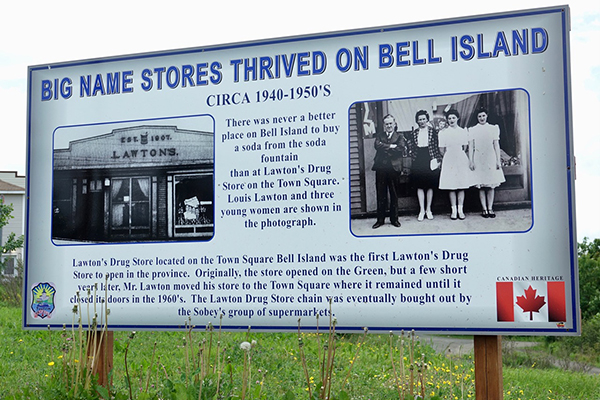 BIG NAME STORES THRIVED ON BELL ISLAND
CIRCA 1940-1950'S
EST. 1907.
LAWTON'S.
There was never a better
place on Bell Island to buy
a soda from the soda
fountain
than at Lawton's Drug
Store on the Town Square.
Louis Lawton and three
young women are shown in
the photograph.
Lawton's Drug Store located on the Town Square Bell Island was the first Lawton's Drug
Store to open in the province. Originally, the store opened on the Green, but a few short
years later, Mr. Lawton moved his store to the Town Square where it remained until it
closed its doors in the 1960's. The Lawton Drug Store chain was eventually bought out by
the Sobey's group of supermarkets.
CANADIAN HERITAGE